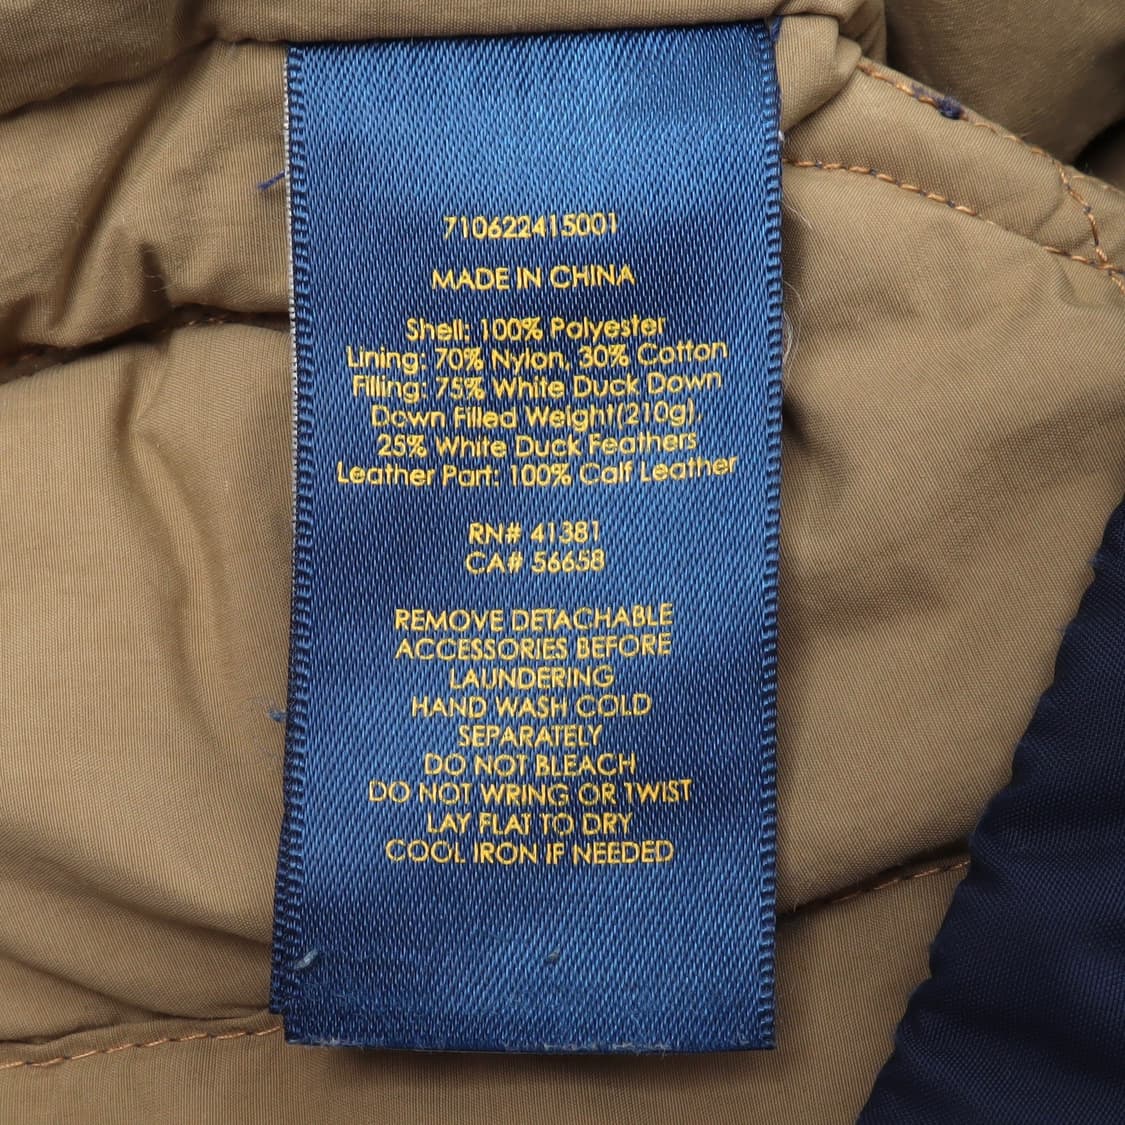 710622415001
MADE IN CHINA
Shell: 100% Polyester
Lining: 70% Nylon, 30% Cotton
Filling: 75% White Duck Down
Down Filled Weight(210g),
25% White Duck Feathers
Leather Part: 100% Calf Leather
RN# 41381
CA# 56658
REMOVE DETACHABLE
ACCESSORIES BEFORE
LAUNDERING
HAND WASH COLD
SEPARATELY
DO NOT BLEACH
DO NOT WRING OR TWIST
LAY FLAT TO DRY
COOL IRON IF NEEDED